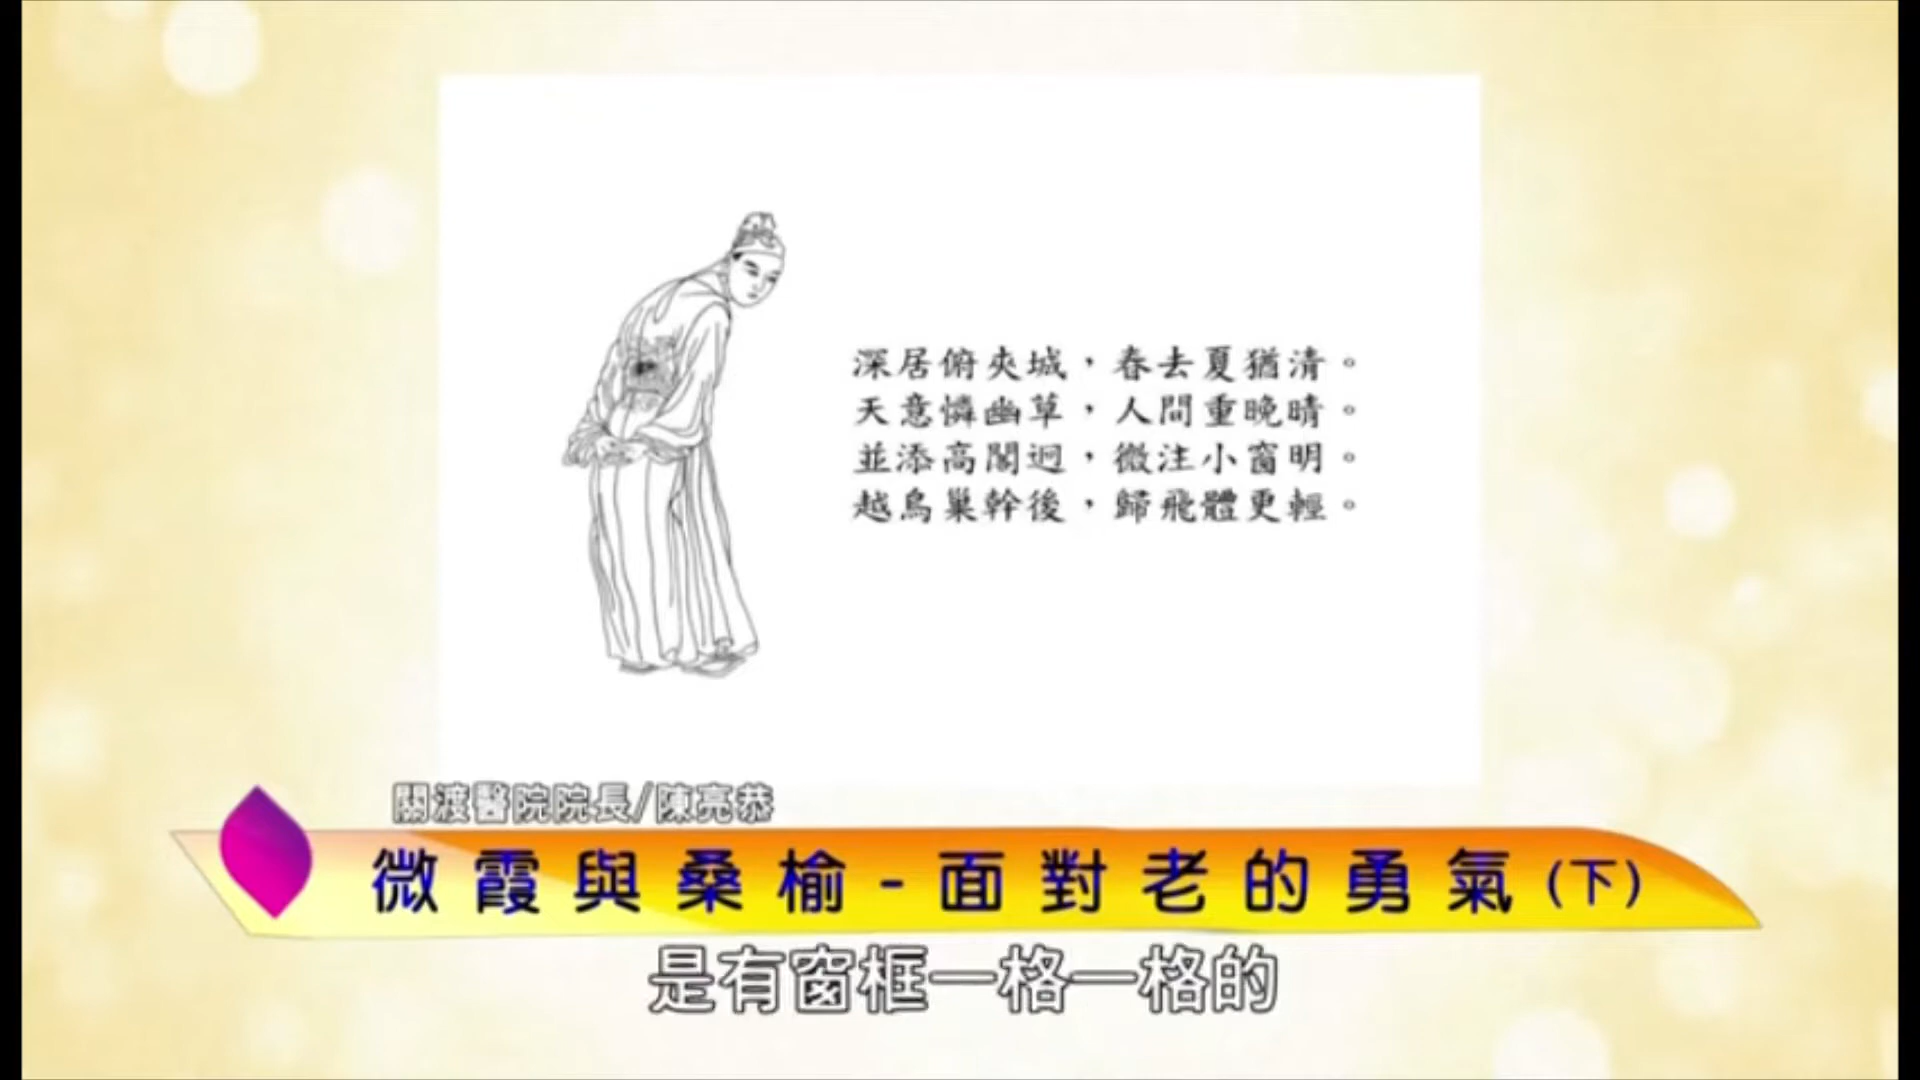 深居俯夾城，春去夏猶清。
天意憐幽草，人間重晚晴。
並添高閣迥，微注小窗明。
越鳥巢幹後，歸飛體更輕。
關渡醫院院長/陳亮恭
微霞與桑榆-面對老的勇氣(下)
是有窗框一格一格的